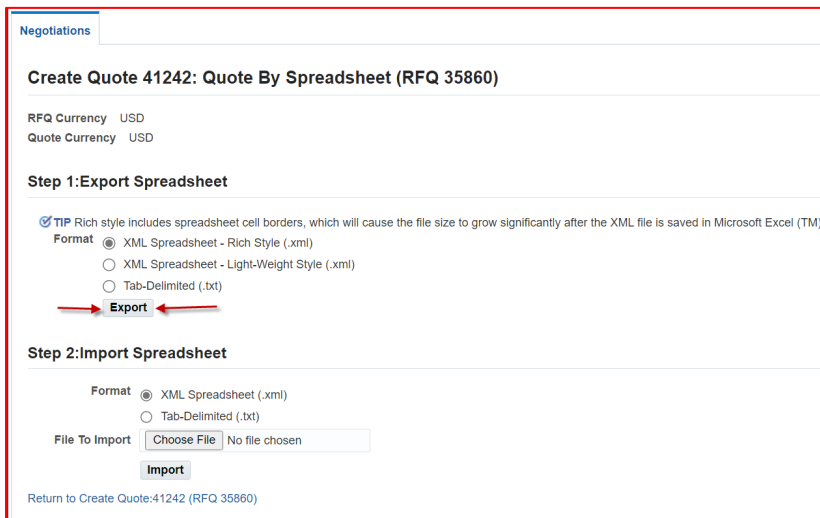 Negotiations
Create Quote 41242: Quote By Spreadsheet (RFQ 35860)
RFQ Currency USD
Quote Currency USD
Step 1:Export Spreadsheet
TIP Rich style includes spreadsheet cell borders, which will cause the file size to grow significantly after the XML file is saved in Microsoft Excel (TM)
Format XML Spreadsheet - Rich Style (.xml)
XML Spreadsheet - Light-Weight Style (.xml)
Tab-Delimited (.txt)
Export
Step 2:Import Spreadsheet
Format XML Spreadsheet (.xml)
Tab-Delimited (.txt)
File To Import Choose File No file chosen
Import
Return to Create Quote:41242 (RFQ 35860)